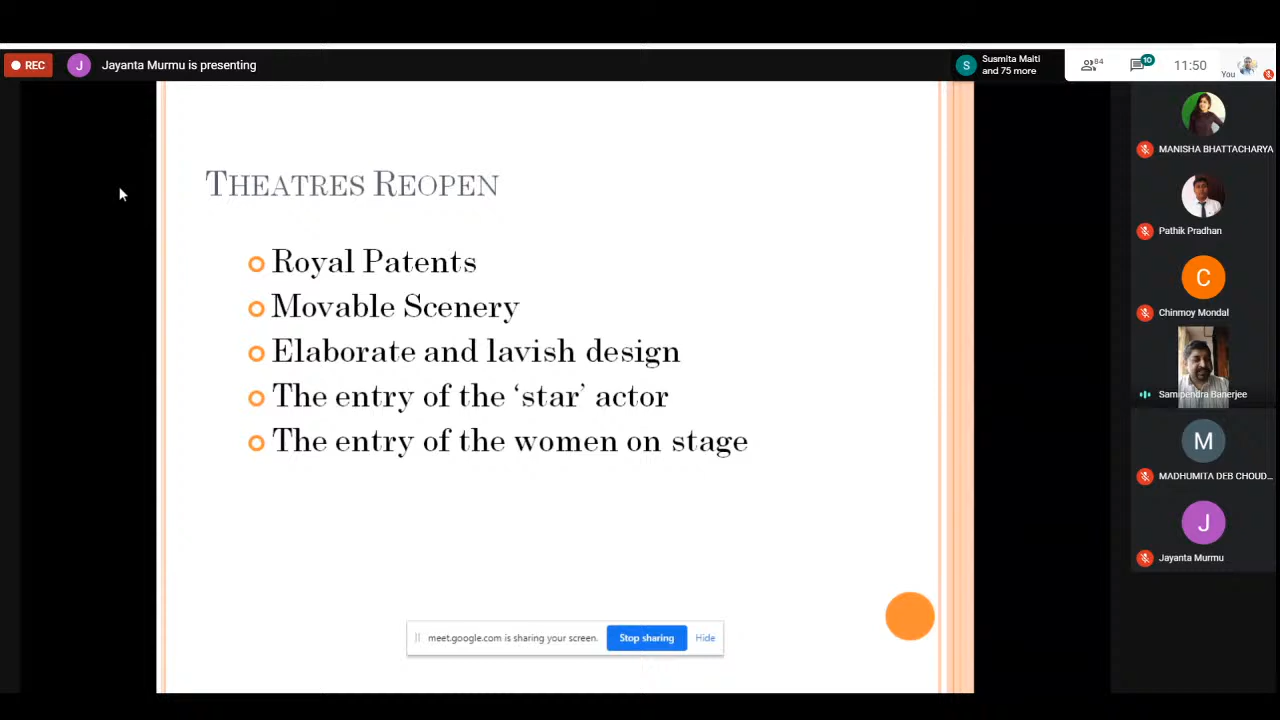 REC
J
Jayanta Murmu is presenting
S
Susmita Maiti
and 75 more
84
10
11:50
You
THEATRES REOPEN
Royal Patents
Movable Scenery
Elaborate and lavish design
The entry of the ‘star’ actor
The entry of the women on stage
meet.google.com is sharing your screen.
Stop sharing
Hide
MANISHA BHATTACHARYA
Pathik Pradhan
C
Chinmoy Mondal
Samipendra Banerjee
M
MADHUMITA DEB CHOUD...
J
Jayanta Murmu